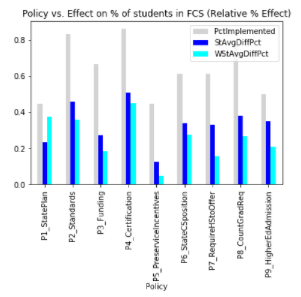 Policy vs. Effect on % of students in FCS (Relative % Effect)
PctImplemented
StAvgDiffPct
WStAvgDiffPct
0.8
0.6
0.4
0.2
0.0
P1_StatePlan
P2_Standards
P3_Funding
P4_Certification
P5_PreserviceIncentives
P6_StateCSposition
P7_RequireHStoOffer
P8_CountGradReq
P9_HigherEdAdmission
Policy